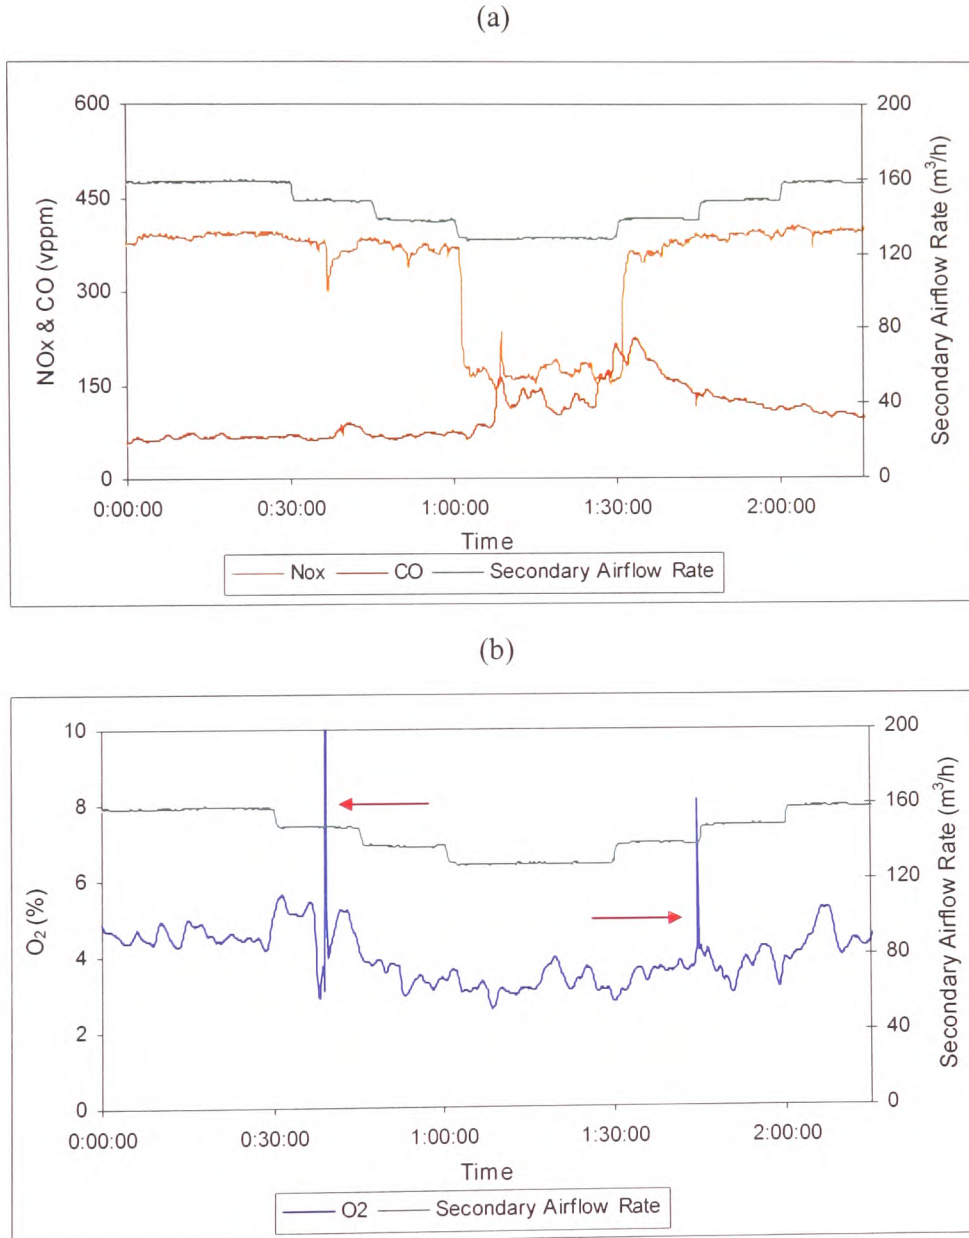 (a)
600
450
300
150
0
NOx & CO (vppm)
200
160
120
80
40
0
Secondary Airflow Rate (m³/h)
0:00:00
0:30:00
1:00:00
1:30:00
2:00:00
Time
Nox
CO
Secondary Airflow Rate
(b)
10
8
6
4
2
0
O₂ (%)
200
160
120
80
40
0
Secondary Airflow Rate (m³/h)
0:00:00
0:30:00
1:00:00
1:30:00
2:00:00
Time
O2
Secondary Airflow Rate